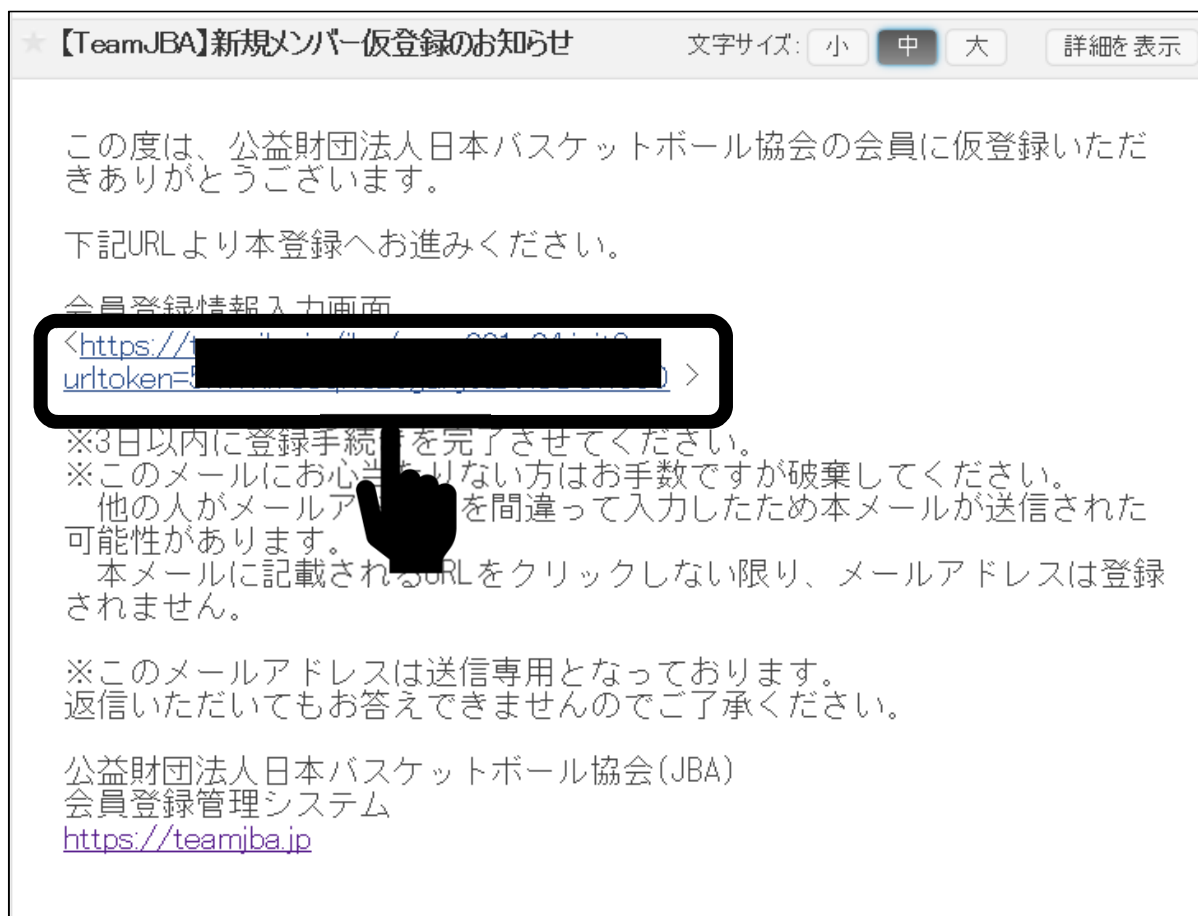 【TeamJBA】新規メンバー仮登録のお知らせ 文字サイズ: 小 中 大 詳細を表示
この度は、公益財団法人日本バスケットボール協会の会員に仮登録いただ
きありがとうございます。
下記URLより本登録へお進みください。
会員登録情報入力画面
<https://t
urltoken= >
※3日以内に登録手続 を完了させてください。
※このメールにお心当 りない方はお手数ですが破棄してください。
他の人がメールア を間違って入力したため本メールが送信された
可能性があります。
本メールに記載されるURLをクリックしない限り、メールアドレスは登録
されません。
※このメールアドレスは送信専用となっております。
返信いただいてもお答えできませんのでご了承ください。
公益財団法人日本バスケットボール協会(JBA)
会員登録管理システム
https://teamjba.jp